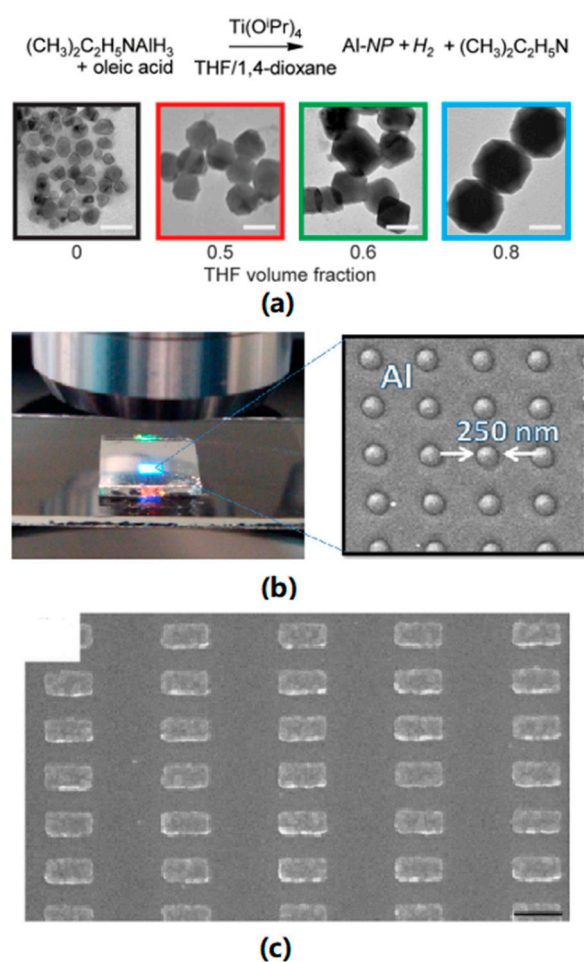 Ti(OⁱPr)₄
(CH₃)₂C₂H₅NAlH₃
+ oleic acid
THF/1,4-dioxane
Al-NP + H₂ + (CH₃)₂C₂H₅N
0 0.5 0.6 0.8
THF volume fraction
(a)
Al
250 nm
(b)
(c)